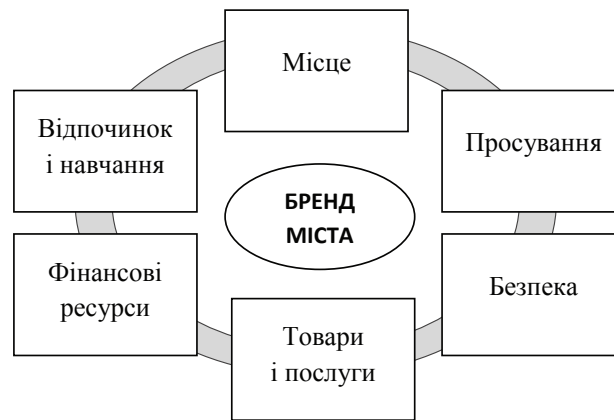 Місце
Відпочинок
і навчання
Просування
БРЕНД
МІСТА
Фінансові
ресурси
Безпека
Товари
і послуги